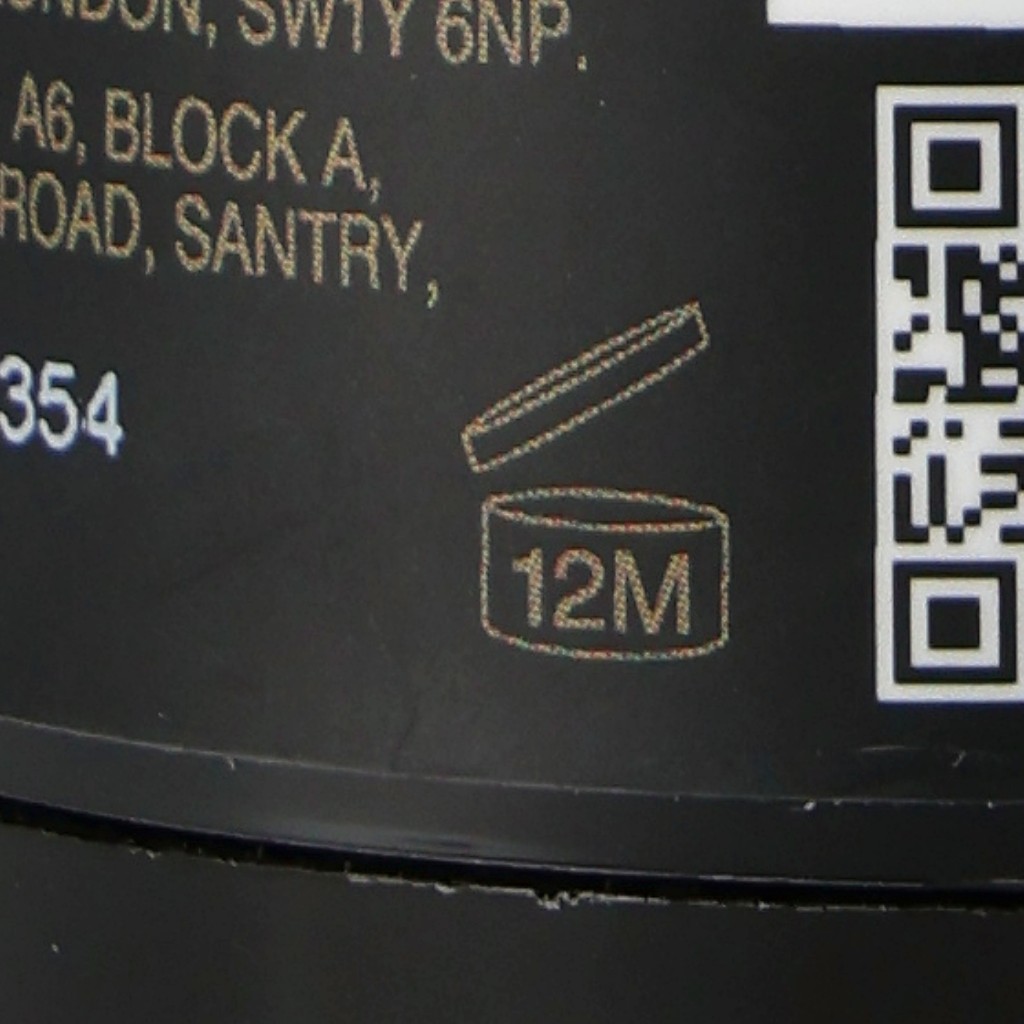 SW1Y 6NP.
A6, BLOCK A,
ROAD, SANTRY,
354
12M